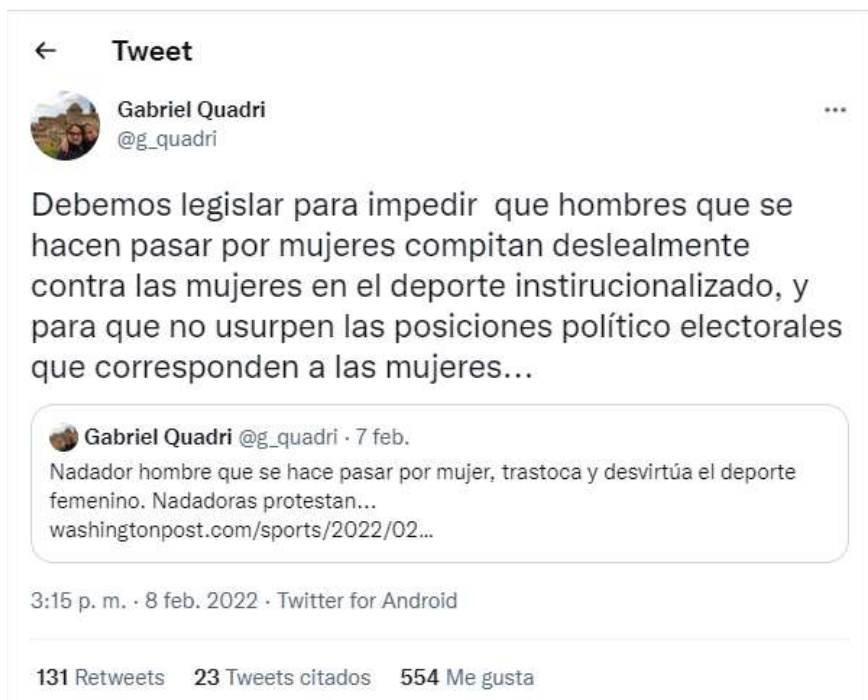 ← Tweet
Gabriel Quadri
@g_quadri
...
Debemos legislar para impedir  que hombres que se
hacen pasar por mujeres compitan deslealmente
contra las mujeres en el deporte instirucionalizado, y
para que no usurpen las posiciones político electorales
que corresponden a las mujeres...
Gabriel Quadri @g_quadri · 7 feb.
Nadador hombre que se hace pasar por mujer, trastoca y desvirtúa el deporte
femenino. Nadadoras protestan...
washingtonpost.com/sports/2022/02...
3:15 p. m. · 8 feb. 2022 · Twitter for Android
131 Retweets 23 Tweets citados 554 Me gusta